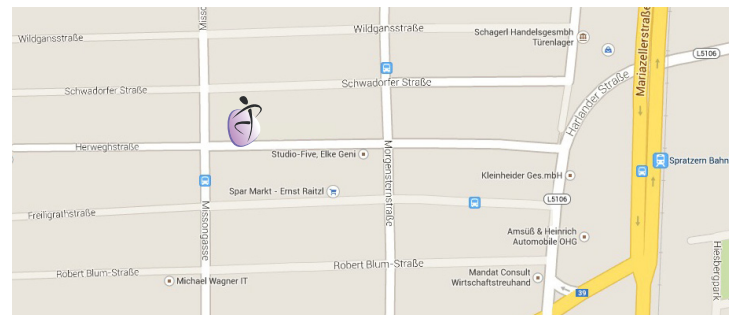 Wildgansstraße
Wildgansstraße
Schagerl Handelsgesmbh
Türenlager
L5106
Schwadorfer Straße
Schwadorfer Straße
Mariazellerstraße
Harlander Straße
Herweghstraße
Studio-Five, Elke Geni
Morgensternstraße
Spratzern Bahn
Kleinheider Ges.mbH
Spar Markt - Ernst Raitzl
L5106
Freiligrathstraße
Missongasse
Amsüß & Heinrich
Automobile OHG
Robert Blum-Straße
Robert Blum-Straße
Michael Wagner IT
Mandat Consult
Wirtschaftstreuhand
39
Hiesbergpark